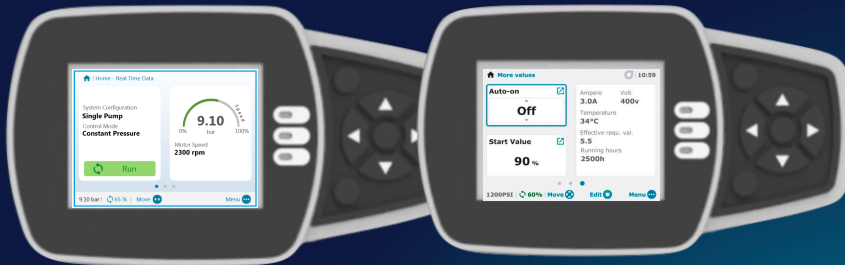 Home - Real Time Data
System Configuration
Single Pump
Control Mode
Constant Pressure
Run
Speed
9.10
0% bar 100%
Motor Speed
2300 rpm
9.10 bar | 65 % | Move Menu
More values | 10:59
Auto-on
Off
Start Value
90 %
Ampere Volt
3.0A 400v
Temperature
34°C
Effective requ. val.
5.5
Running hours
2500h
1200PSI | 60% | Move Edit Menu